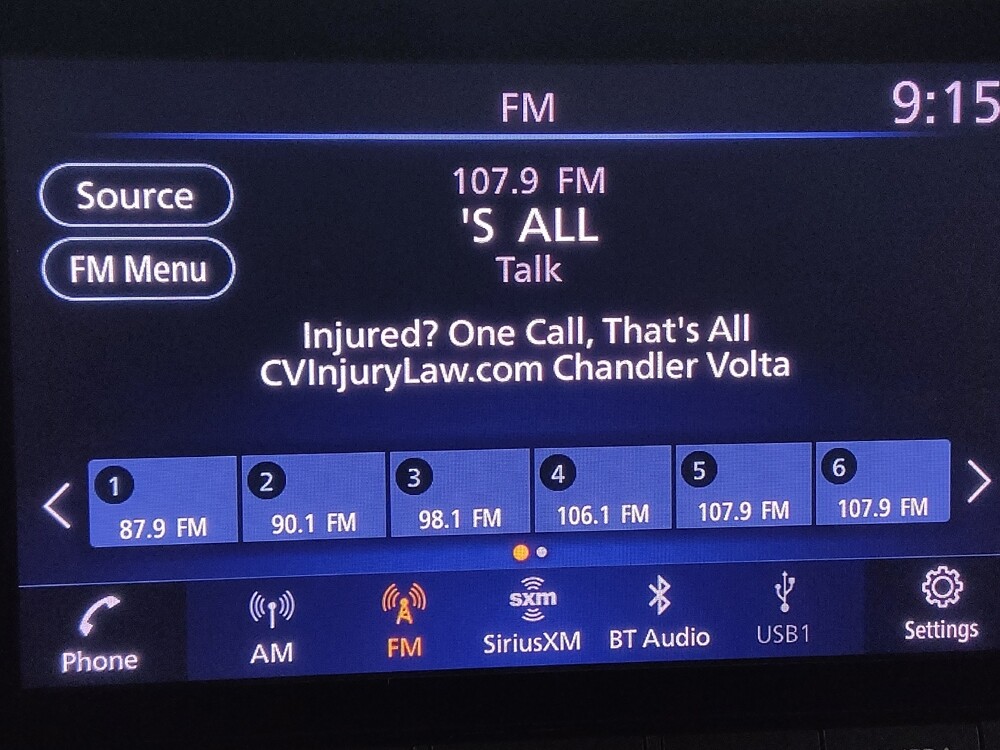 FM
9:15
Source
FM Menu
107.9 FM
'S ALL
Talk
Injured? One Call, That's All
CVInjuryLaw.com Chandler Volta
1
87.9 FM
2
90.1 FM
3
98.1 FM
4
106.1 FM
5
107.9 FM
6
107.9 FM
Phone
AM
FM
sxm
SiriusXM
BT Audio
USB1
Settings